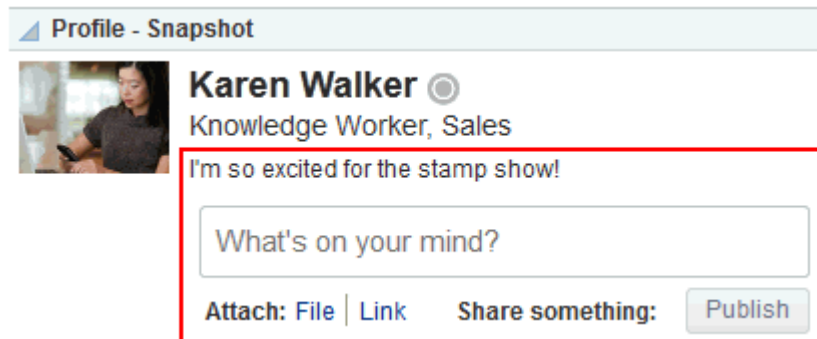 Profile - Snapshot
Karen Walker
Knowledge Worker, Sales
I'm so excited for the stamp show!
What's on your mind?
Attach: File | Link Share something: Publish